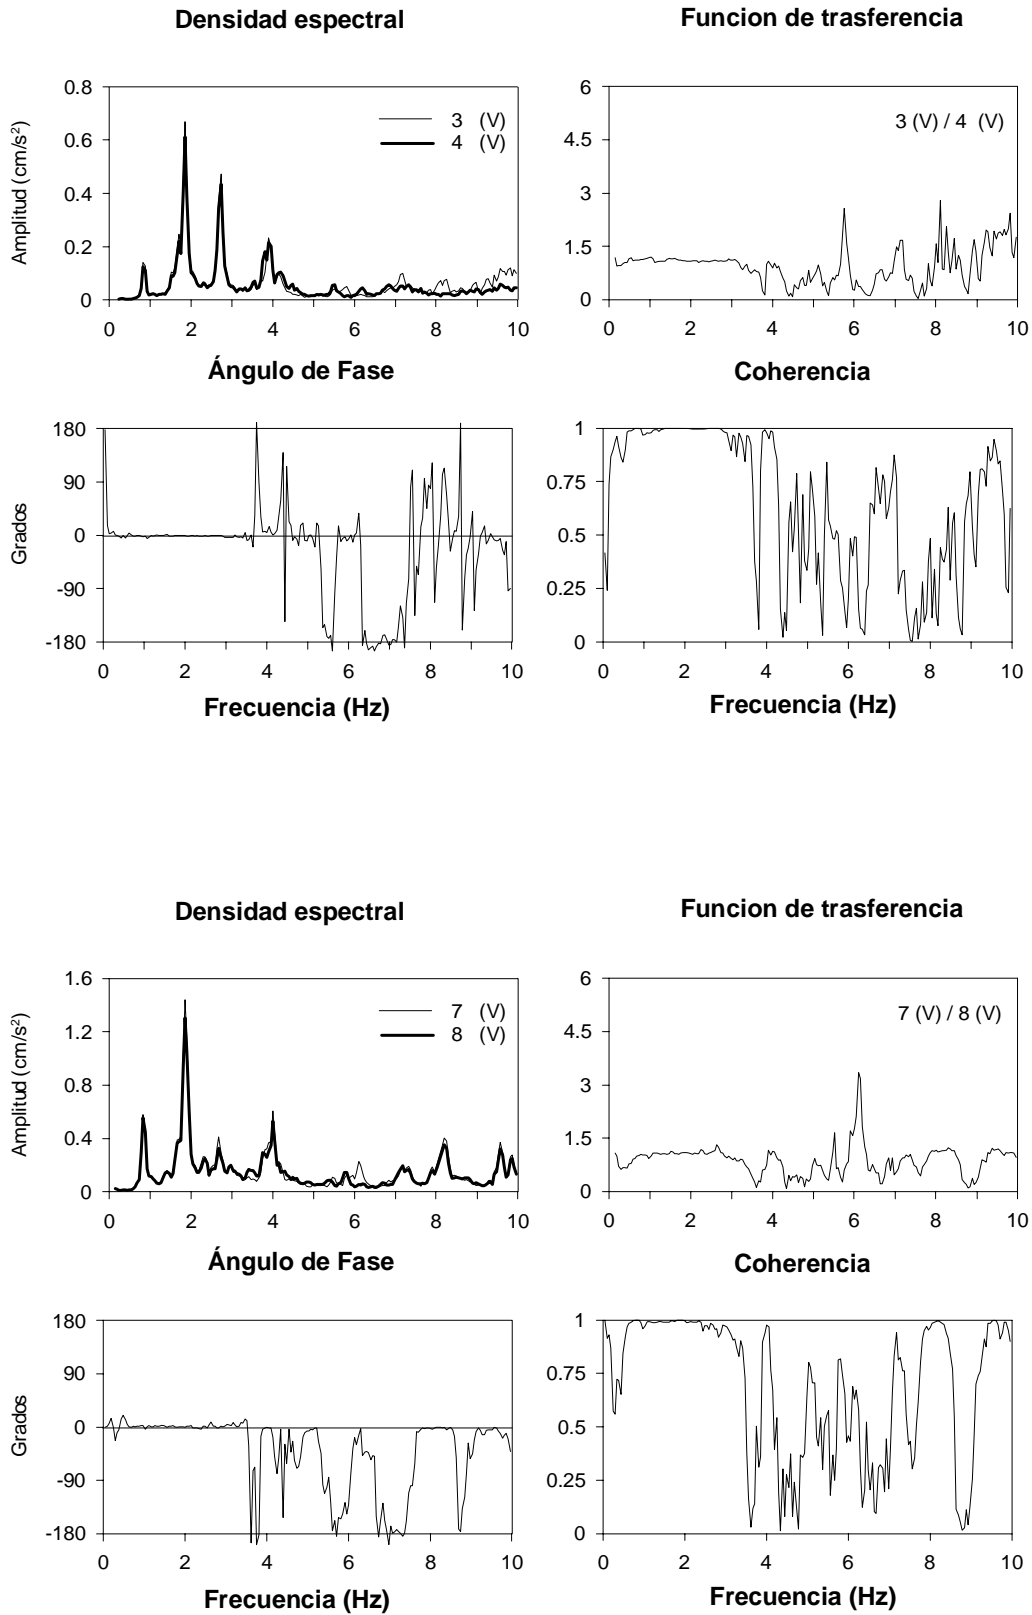 Densidad espectral
Funcion de trasferencia
Amplitud (cm/s²)
0.8
0.6
0.4
0.2
0
0 2 4 6 8 10
3 (V)
4 (V)
6
4.5
3
1.5
0
0 2 4 6 8 10
3 (V) / 4 (V)
Ángulo de Fase
Coherencia
Grados
180
90
0
-90
-180
0 2 4 6 8 10
Frecuencia (Hz)
1
0.75
0.5
0.25
0
0 2 4 6 8 10
Frecuencia (Hz)
Densidad espectral
Funcion de trasferencia
Amplitud (cm/s²)
1.6
1.2
0.8
0.4
0
0 2 4 6 8 10
7 (V)
8 (V)
6
4.5
3
1.5
0
0 2 4 6 8 10
7 (V) / 8 (V)
Ángulo de Fase
Coherencia
Grados
180
90
0
-90
-180
0 2 4 6 8 10
Frecuencia (Hz)
1
0.75
0.5
0.25
0
0 2 4 6 8 10
Frecuencia (Hz)